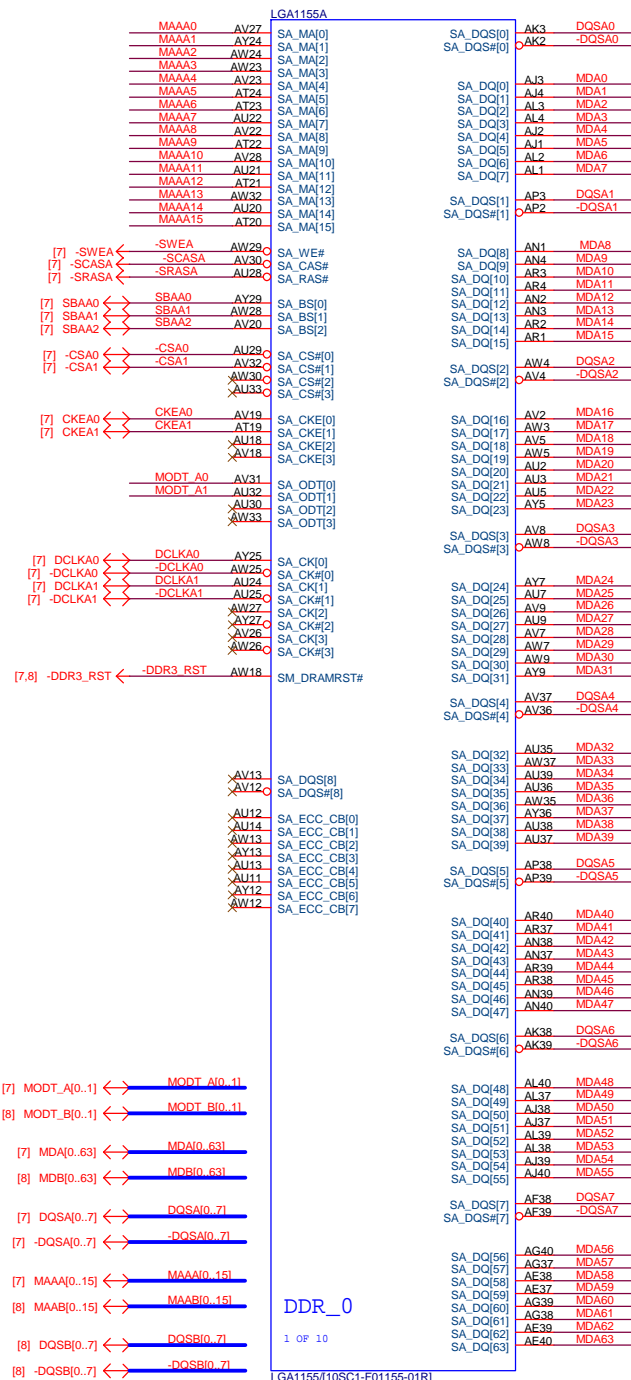 LGA1155A
MAAA0 AV27 SA_MA[0]
MAAA1 AY24 SA_MA[1]
MAAA2 AW24 SA_MA[2]
MAAA3 AW23 SA_MA[3]
MAAA4 AV23 SA_MA[4]
MAAA5 AT24 SA_MA[5]
MAAA6 AT23 SA_MA[6]
MAAA7 AU22 SA_MA[7]
MAAA8 AV22 SA_MA[8]
MAAA9 AT22 SA_MA[9]
MAAA10 AV28 SA_MA[10]
MAAA11 AU21 SA_MA[11]
MAAA12 AT21 SA_MA[12]
MAAA13 AW32 SA_MA[13]
MAAA14 AU20 SA_MA[14]
MAAA15 AT20 SA_MA[15]
[7] -SWEA -SWEA AW29 SA_WE#
[7] -SCASA -SCASA AV30 SA_CAS#
[7] -SRASA -SRASA AU28 SA_RAS#
[7] SBAA0 SBAA0 AY29 SA_BS[0]
[7] SBAA1 SBAA1 AW28 SA_BS[1]
[7] SBAA2 SBAA2 AV20 SA_BS[2]
[7] -CSA0 -CSA0 AU29 SA_CS#[0]
[7] -CSA1 -CSA1 AV32 SA_CS#[1]
AW30 SA_CS#[2]
AU33 SA_CS#[3]
[7] CKEA0 CKEA0 AV19 SA_CKE[0]
[7] CKEA1 CKEA1 AT19 SA_CKE[1]
AU18 SA_CKE[2]
AV18 SA_CKE[3]
MODT_A0 AV31 SA_ODT[0]
MODT_A1 AU32 SA_ODT[1]
AU30 SA_ODT[2]
AW33 SA_ODT[3]
[7] DCLKA0 DCLKA0 AY25 SA_CK[0]
[7] -DCLKA0 -DCLKA0 AW25 SA_CK#[0]
[7] DCLKA1 DCLKA1 AU24 SA_CK[1]
[7] -DCLKA1 -DCLKA1 AU25 SA_CK#[1]
AW27 SA_CK[2]
AY27 SA_CK#[2]
AV26 SA_CK[3]
AW26 SA_CK#[3]
[7,8] -DDR3_RST -DDR3_RST AW18 SM_DRAMRST#
AV13 SA_DQS[8]
AV12 SA_DQS#[8]
AU12 SA_ECC_CB[0]
AU14 SA_ECC_CB[1]
AW13 SA_ECC_CB[2]
AY13 SA_ECC_CB[3]
AU13 SA_ECC_CB[4]
AU11 SA_ECC_CB[5]
AY12 SA_ECC_CB[6]
AW12 SA_ECC_CB[7]
[7] MODT_A[0..1] MODT_A[0..1]
[8] MODT_B[0..1] MODT_B[0..1]
[7] MDA[0..63] MDA[0..63]
[8] MDB[0..63] MDB[0..63]
[7] DQSA[0..7] DQSA[0..7]
[7] -DQSA[0..7] -DQSA[0..7]
[7] MAAA[0..15] MAAA[0..15]
[8] MAAB[0..15] MAAB[0..15]
[8] DQSB[0..7] DQSB[0..7]
[8] -DQSB[0..7] -DQSB[0..7]
SA_DQS[0] AK3 DQSA0
SA_DQS#[0] AK2 -DQSA0
SA_DQ[0] AJ3 MDA0
SA_DQ[1] AJ4 MDA1
SA_DQ[2] AL3 MDA2
SA_DQ[3] AL4 MDA3
SA_DQ[4] AJ2 MDA4
SA_DQ[5] AJ1 MDA5
SA_DQ[6] AL2 MDA6
SA_DQ[7] AL1 MDA7
SA_DQS[1] AP3 DQSA1
SA_DQS#[1] AP2 -DQSA1
SA_DQ[8] AN1 MDA8
SA_DQ[9] AN4 MDA9
SA_DQ[10] AR3 MDA10
SA_DQ[11] AR4 MDA11
SA_DQ[12] AN2 MDA12
SA_DQ[13] AN3 MDA13
SA_DQ[14] AR2 MDA14
SA_DQ[15] AR1 MDA15
SA_DQS[2] AW4 DQSA2
SA_DQS#[2] AV4 -DQSA2
SA_DQ[16] AV2 MDA16
SA_DQ[17] AW3 MDA17
SA_DQ[18] AV5 MDA18
SA_DQ[19] AW5 MDA19
SA_DQ[20] AU2 MDA20
SA_DQ[21] AU3 MDA21
SA_DQ[22] AU5 MDA22
SA_DQ[23] AY5 MDA23
SA_DQS[3] AV8 DQSA3
SA_DQS#[3] AW8 -DQSA3
SA_DQ[24] AY7 MDA24
SA_DQ[25] AU7 MDA25
SA_DQ[26] AV9 MDA26
SA_DQ[27] AU9 MDA27
SA_DQ[28] AV7 MDA28
SA_DQ[29] AW7 MDA29
SA_DQ[30] AW9 MDA30
SA_DQ[31] AY9 MDA31
SA_DQS[4] AV37 DQSA4
SA_DQS#[4] AV36 -DQSA4
SA_DQ[32] AU35 MDA32
SA_DQ[33] AW37 MDA33
SA_DQ[34] AU39 MDA34
SA_DQ[35] AU36 MDA35
SA_DQ[36] AW35 MDA36
SA_DQ[37] AY36 MDA37
SA_DQ[38] AU38 MDA38
SA_DQ[39] AU37 MDA39
SA_DQS[5] AP38 DQSA5
SA_DQS#[5] AP39 -DQSA5
SA_DQ[40] AR40 MDA40
SA_DQ[41] AR37 MDA41
SA_DQ[42] AN38 MDA42
SA_DQ[43] AN37 MDA43
SA_DQ[44] AR39 MDA44
SA_DQ[45] AR38 MDA45
SA_DQ[46] AN39 MDA46
SA_DQ[47] AN40 MDA47
SA_DQS[6] AK38 DQSA6
SA_DQS#[6] AK39 -DQSA6
SA_DQ[48] AL40 MDA48
SA_DQ[49] AL37 MDA49
SA_DQ[50] AJ38 MDA50
SA_DQ[51] AJ37 MDA51
SA_DQ[52] AL39 MDA52
SA_DQ[53] AL38 MDA53
SA_DQ[54] AJ39 MDA54
SA_DQ[55] AJ40 MDA55
SA_DQS[7] AF38 DQSA7
SA_DQS#[7] AF39 -DQSA7
SA_DQ[56] AG40 MDA56
SA_DQ[57] AG37 MDA57
SA_DQ[58] AE38 MDA58
SA_DQ[59] AE37 MDA59
SA_DQ[60] AG39 MDA60
SA_DQ[61] AG38 MDA61
SA_DQ[62] AE39 MDA62
SA_DQ[63] AE40 MDA63
DDR_0
1 OF 10
LGA1155/[10SC1-F01155-01R]